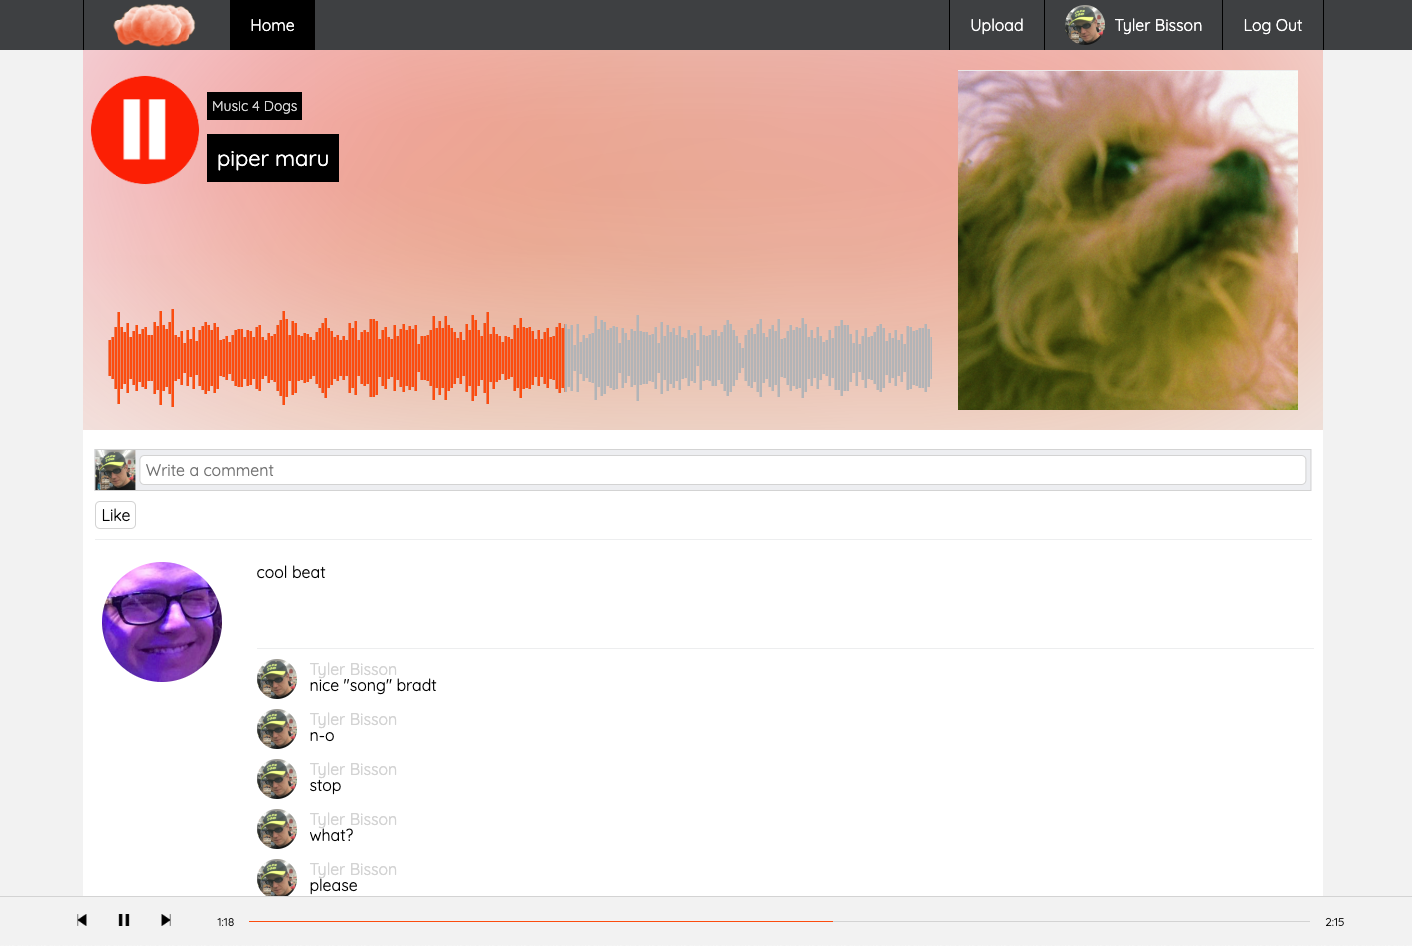 Home
Upload
Tyler Bisson
Log Out
Music 4 Dogs
piper maru
Write a comment
Like
cool beat
Tyler Bisson
nice "song" bradt
Tyler Bisson
n-o
Tyler Bisson
stop
Tyler Bisson
what?
Tyler Bisson
please
1:18
2:15